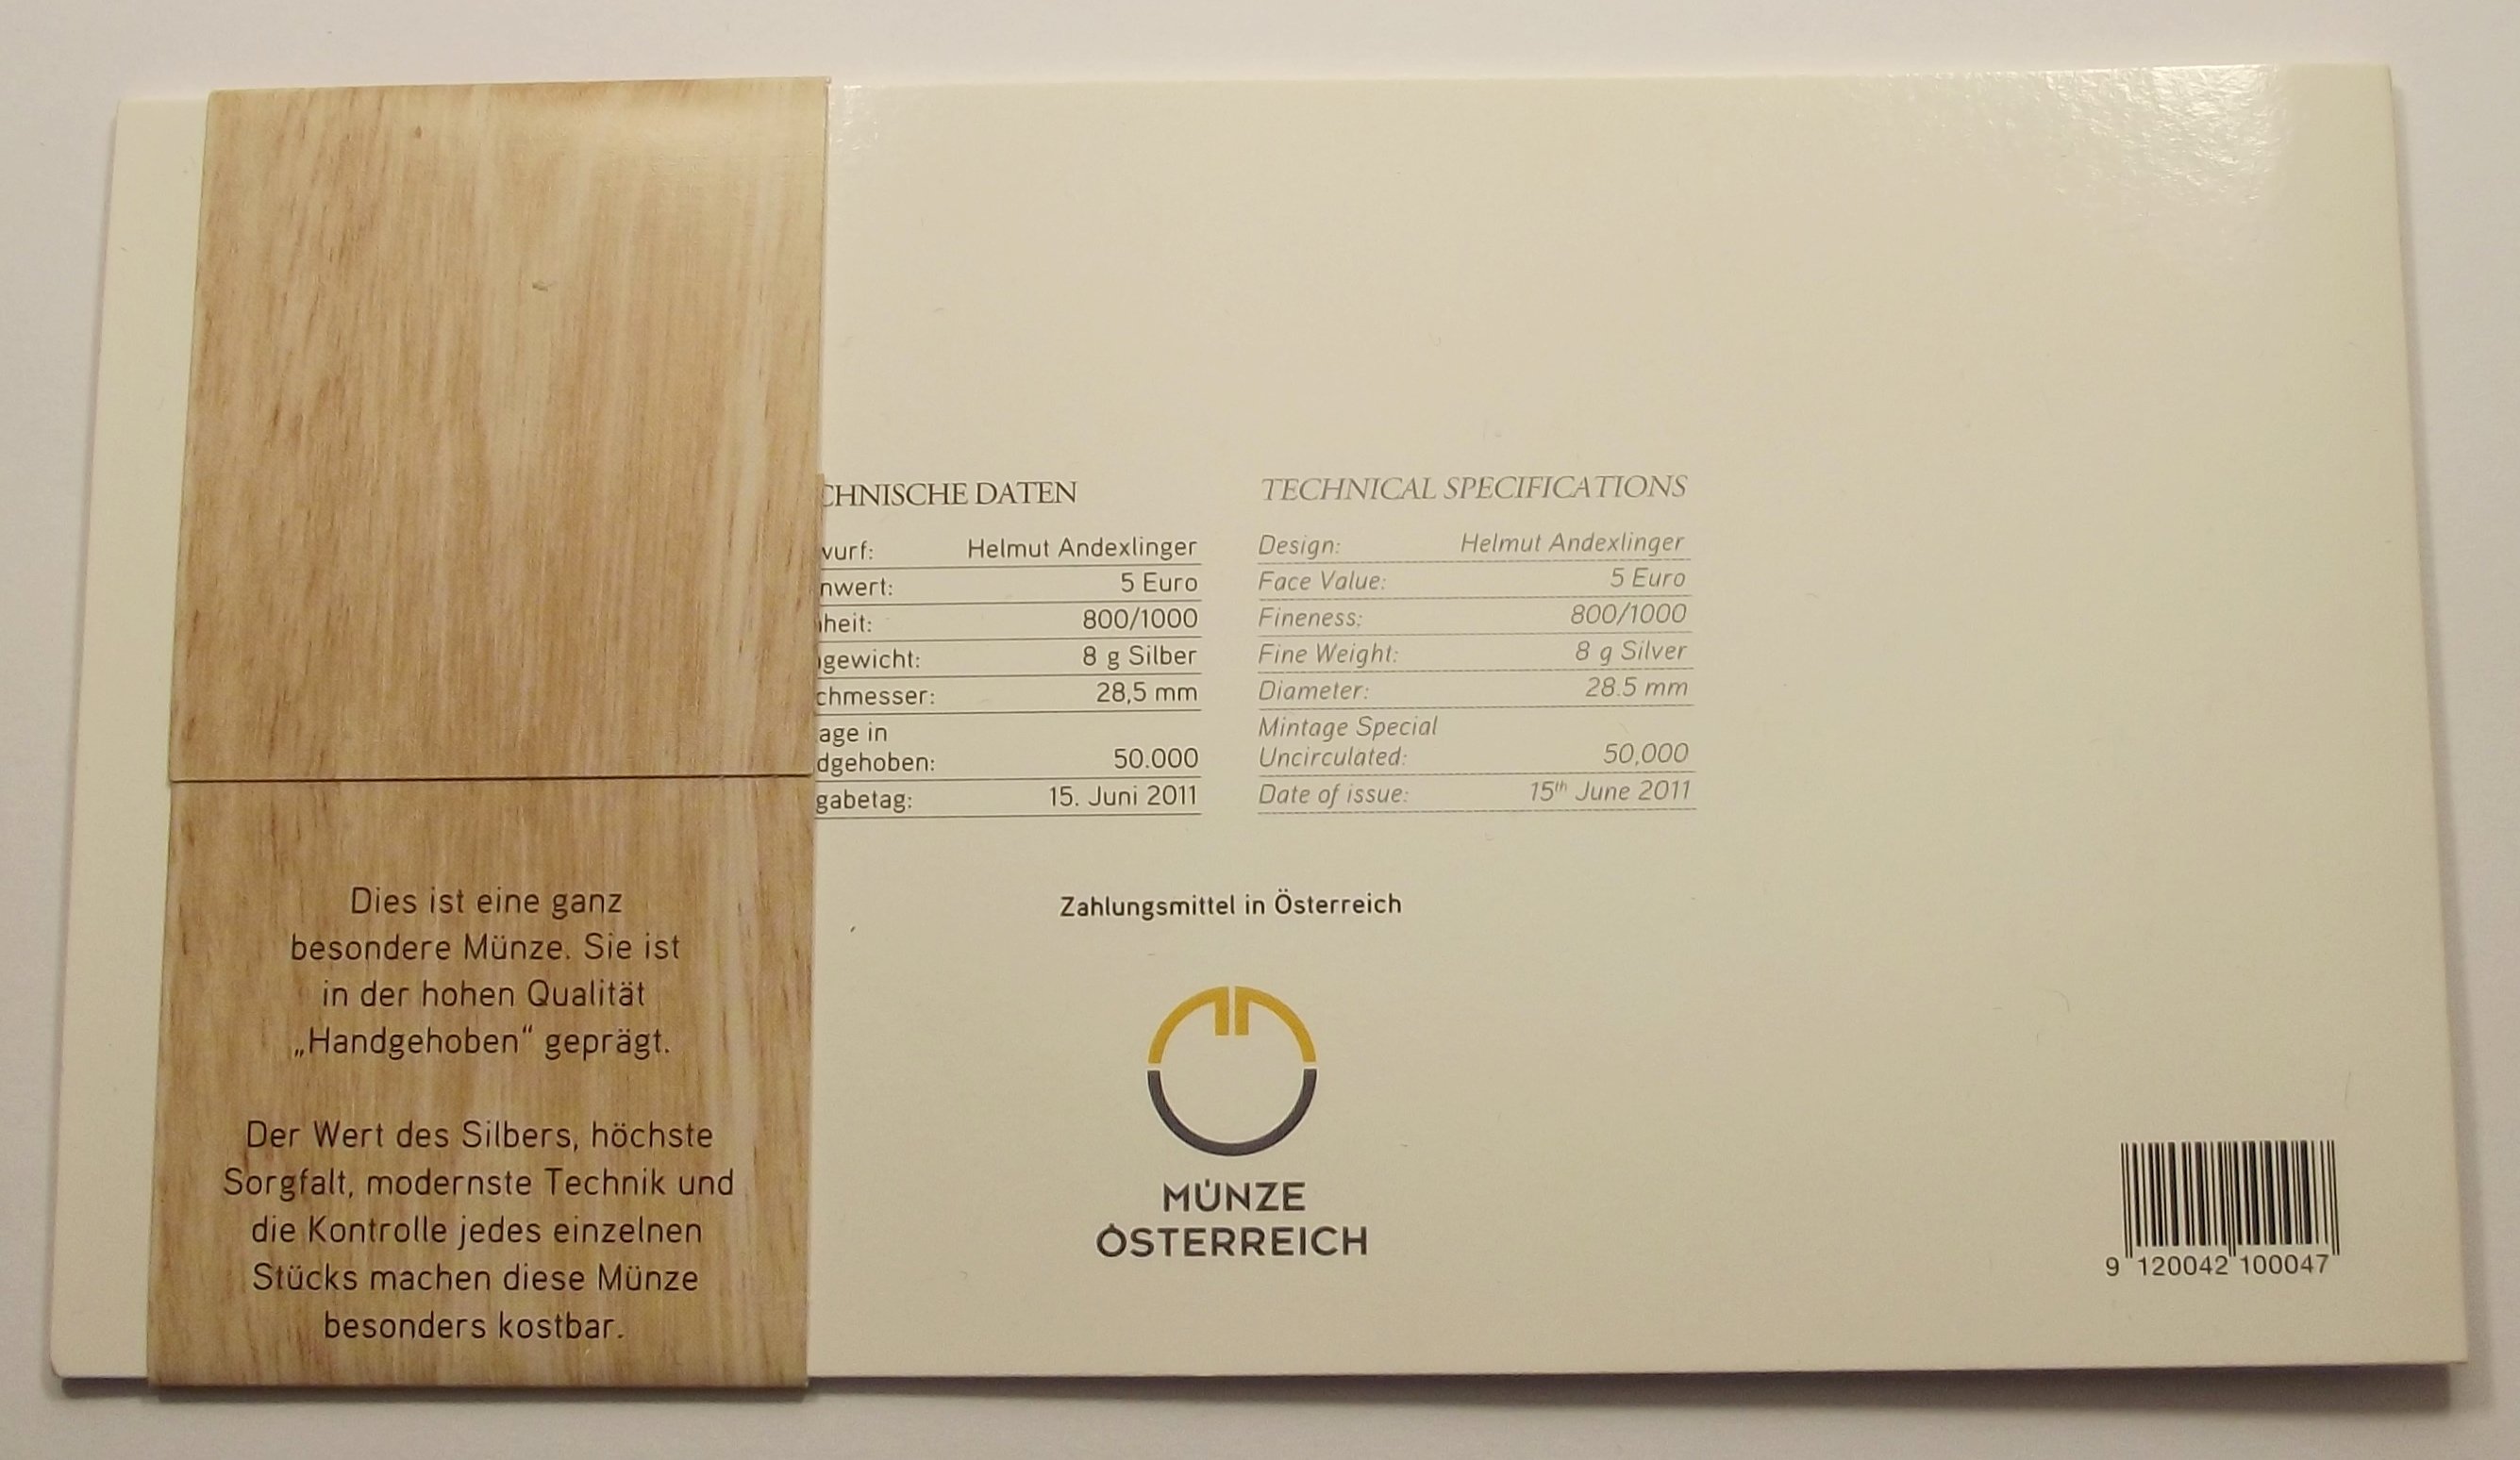 CHNISCHE DATEN
wurf: Helmut Andexlinger
nwert: 5 Euro
heit: 800/1000
gewicht: 8 g Silber
chmesser: 28,5 mm
age in
dgehoben: 50.000
gabetag: 15. Juni 2011
TECHNICAL SPECIFICATIONS
Design: Helmut Andexlinger
Face Value: 5 Euro
Fineness: 800/1000
Fine Weight: 8 g Silver
Diameter: 28.5 mm
Mintage Special
Uncirculated: 50,000
Date of issue: 15th June 2011
Zahlungsmittel in Österreich
MÜNZE
ÖSTERREICH
Dies ist eine ganz
besondere Münze. Sie ist
in der hohen Qualität
„Handgehoben“ geprägt.
Der Wert des Silbers, höchste
Sorgfalt, modernste Technik und
die Kontrolle jedes einzelnen
Stücks machen diese Münze
besonders kostbar.
9 120042 100047